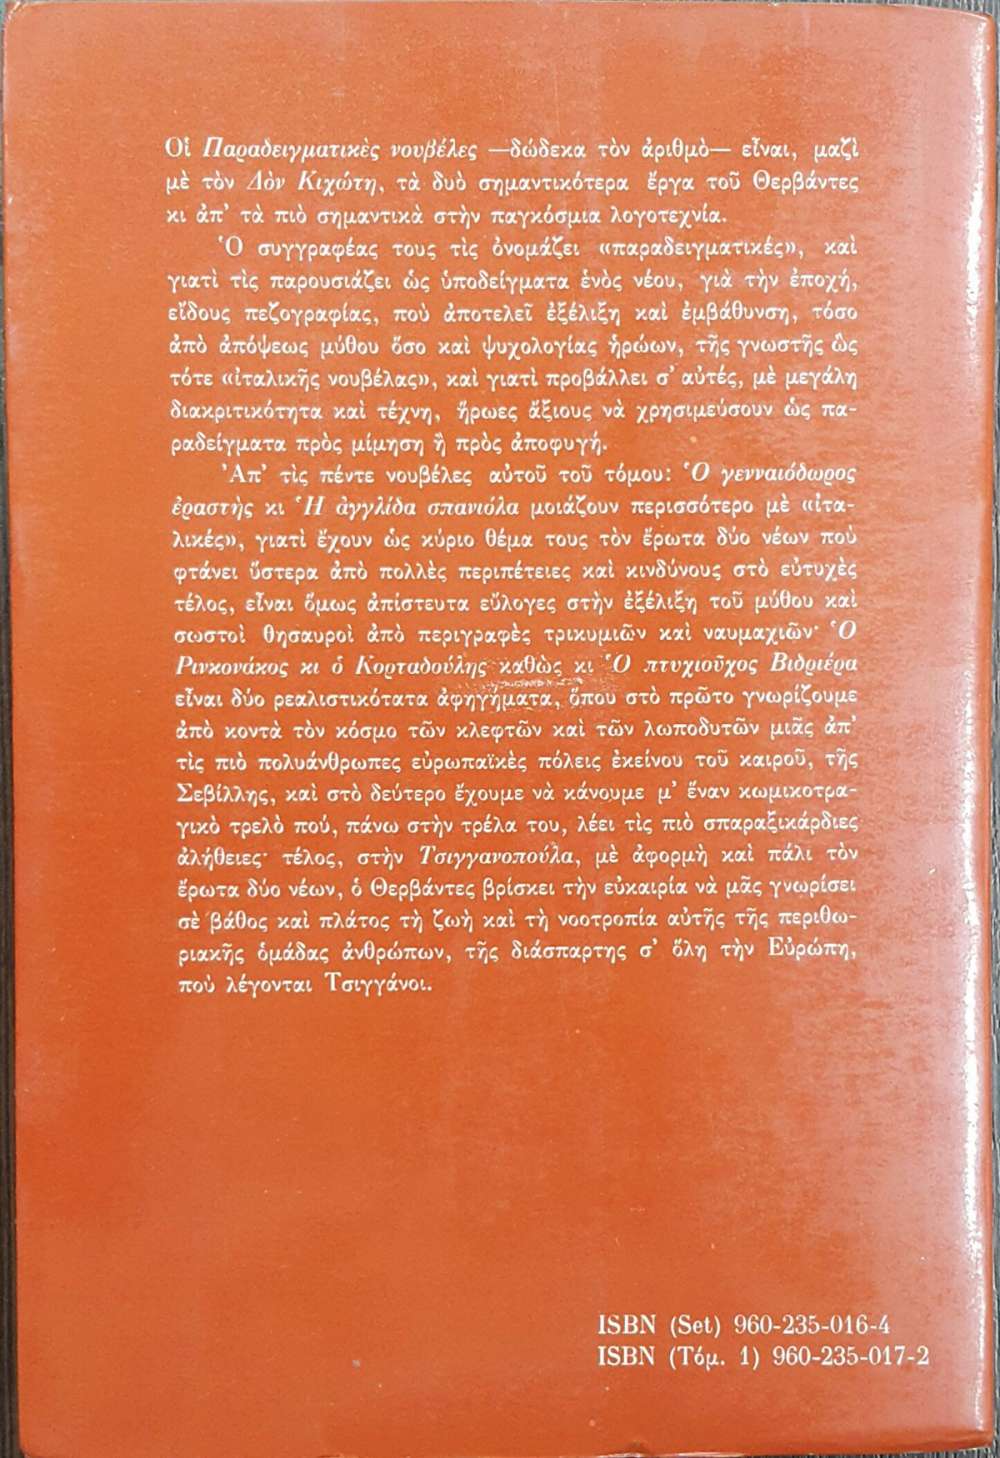 Οἱ Παραδειγματικὲς νουβέλες —δώδεκα τὸν ἀριθμὸ— εἶναι, μαζὶ
μὲ τὸν Δὸν Κιχώτη, τὰ δυὸ σημαντικότερα ἔργα τοῦ Θερβάντες
κι ἀπ' τὰ πιὸ σημαντικὰ στὴν παγκόσμια λογοτεχνία.
Ὁ συγγραφέας τους τὶς ὀνομάζει «παραδειγματικές», καὶ
γιατὶ τὶς παρουσιάζει ὡς ὑποδείγματα ἑνὸς νέου, γιὰ τὴν ἐποχή,
εἴδους πεζογραφίας, ποὺ ἀποτελεῖ ἐξέλιξη καὶ ἐμβάθυνση, τόσο
ἀπὸ ἀπόψεως μύθου ὅσο καὶ ψυχολογίας ἡρώων, τῆς γνωστῆς ὣς
τότε «ἰταλικῆς νουβέλας», καὶ γιατὶ προβάλλει σ' αὐτές, μὲ μεγάλη
διακριτικότητα καὶ τέχνη, ἥρωες ἄξιους νὰ χρησιμεύσουν ὡς πα-
ραδείγματα πρὸς μίμηση ἢ πρὸς ἀποφυγή.
Ἀπ' τὶς πέντε νουβέλες αὐτοῦ τοῦ τόμου: Ὁ γενναιόδωρος
ἐραστὴς κι Ἡ ἀγγλίδα σπανιόλα μοιάζουν περισσότερο μὲ «ἰτα-
λικές», γιατὶ ἔχουν ὡς κύριο θέμα τους τὸν ἔρωτα δύο νέων ποὺ
φτάνει ὕστερα ἀπὸ πολλὲς περιπέτειες καὶ κινδύνους στὸ εὐτυχὲς
τέλος, εἶναι ὅμως ἀπίστευτα εὔλογες στὴν ἐξέλιξη τοῦ μύθου καὶ
σωστοὶ θησαυροὶ ἀπὸ περιγραφὲς τρικυμιῶν καὶ ναυμαχιῶν· Ὁ
Ρινκονάκος κι ὁ Κορταδούλης καθὼς κι Ὁ πτυχιοῦχος Βιδριέρα
εἶναι δύο ρεαλιστικότατα ἀφηγήματα, ὅπου στὸ πρῶτο γνωρίζουμε
ἀπὸ κοντὰ τὸν κόσμο τῶν κλεφτῶν καὶ τῶν λωποδυτῶν μιᾶς ἀπ'
τὶς πιὸ πολυάνθρωπες εὐρωπαϊκὲς πόλεις ἐκείνου τοῦ καιροῦ, τῆς
Σεβίλλης, καὶ στὸ δεύτερο ἔχουμε νὰ κάνουμε μ' ἕναν κωμικοτρα-
γικὸ τρελὸ πού, πάνω στὴν τρέλα του, λέει τὶς πιὸ σπαραξικάρδιες
ἀλήθειες· τέλος, στὴν Τσιγγανοπούλα, μὲ ἀφορμὴ καὶ πάλι τὸν
ἔρωτα δύο νέων, ὁ Θερβάντες βρίσκει τὴν εὐκαιρία νὰ μᾶς γνωρίσει
σὲ βάθος καὶ πλάτος τὴ ζωὴ καὶ τὴ νοοτροπία αὐτῆς τῆς περιθω-
ριακῆς ὁμάδας ἀνθρώπων, τῆς διάσπαρτης σ' ὅλη τὴν Εὐρώπη,
ποὺ λέγονται Τσιγγάνοι.
ISBN (Set) 960-235-016-4
ISBN (Τόμ. 1) 960-235-017-2